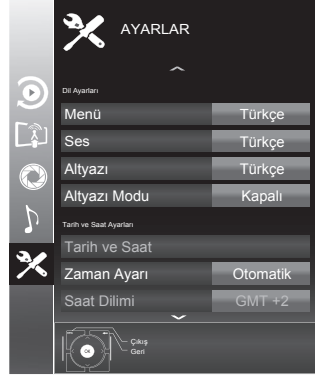 AYARLAR
Dil Ayarları
Menü Türkçe
Ses Türkçe
Altyazı Türkçe
Altyazı Modu Kapalı
Tarih ve Saat Ayarları
Tarih ve Saat
Zaman Ayarı Otomatik
Saat Dilimi GMT +2
Çıkış
Geri
OK